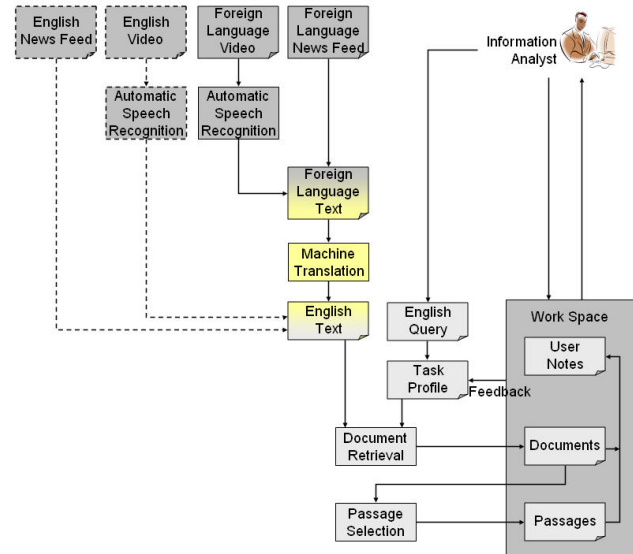 English
News Feed
English
Video
Foreign
Language
Video
Foreign
Language
News Feed
Information
Analyst
Automatic
Speech
Recognition
Automatic
Speech
Recognition
Foreign
Language
Text
Machine
Translation
English
Text
English
Query
Work Space
User
Notes
Task
Profile
Feedback
Document
Retrieval
Documents
Passage
Selection
Passages